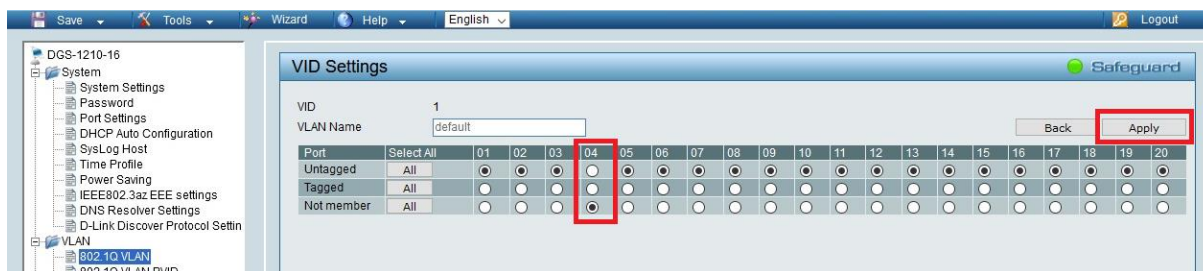 Save Tools Wizard Help English Logout
DGS-1210-16
System
System Settings
Password
Port Settings
DHCP Auto Configuration
SysLog Host
Time Profile
Power Saving
IEEE802.3az EEE settings
DNS Resolver Settings
D-Link Discover Protocol Settin
VLAN
802.1Q VLAN
802.1Q VLAN PVID
VID Settings Safeguard
VID 1
VLAN Name default Back Apply
Port Select All 01 02 03 04 05 06 07 08 09 10 11 12 13 14 15 16 17 18 19 20
Untagged All
Tagged All
Not member All